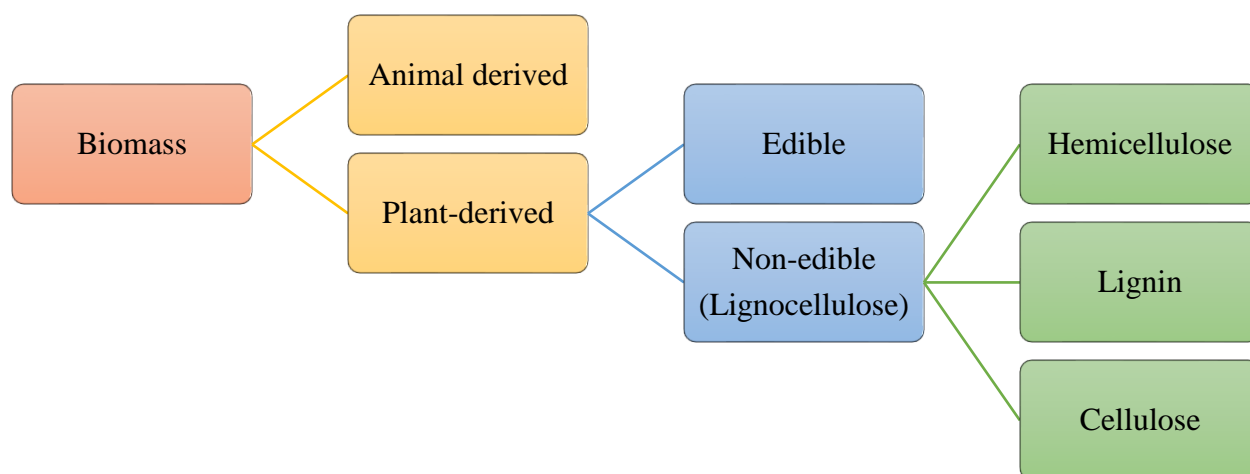 Biomass
Animal derived
Plant-derived
Edible
Non-edible
(Lignocellulose)
Hemicellulose
Lignin
Cellulose